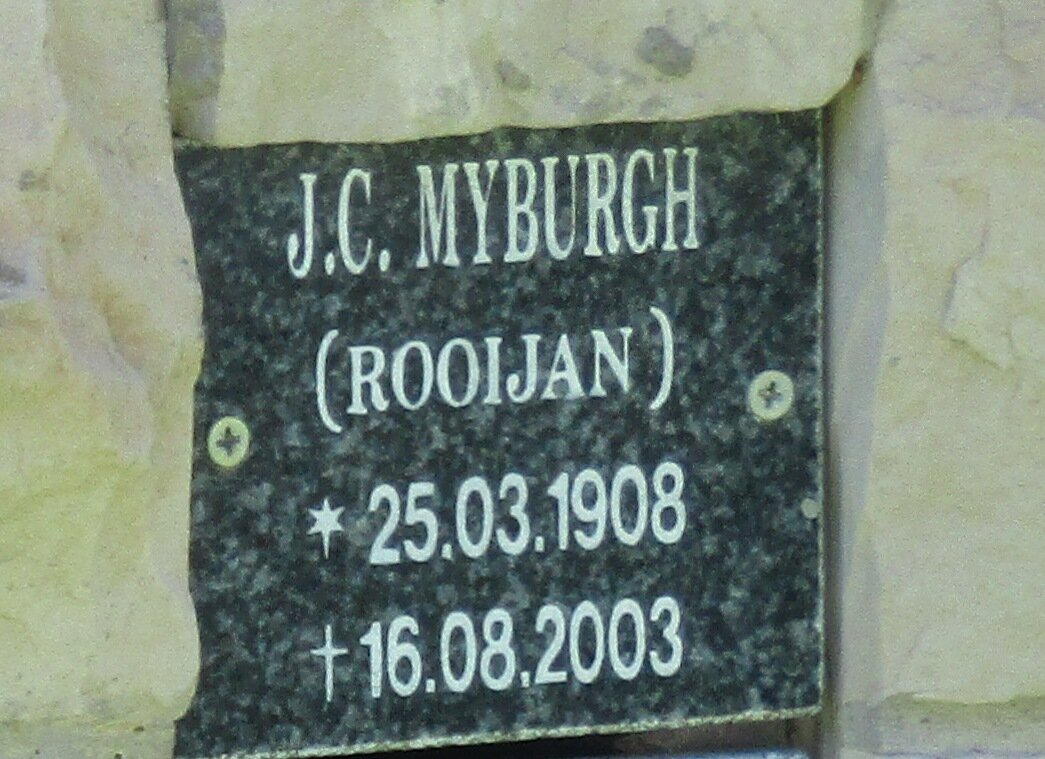 J.C. MYBURGH
(ROOIJAN)
* 25.03.1908
†16.08.2003